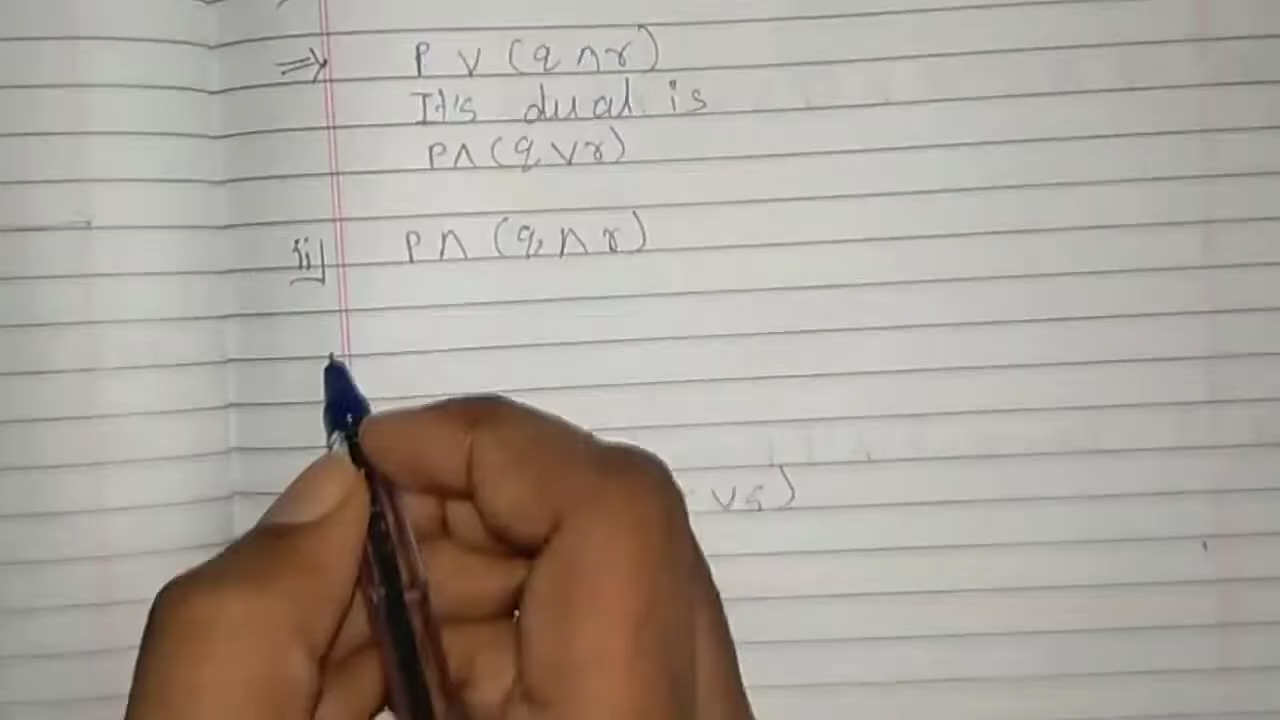 ⇒ P ∨ (q ∧ r)
It's dual is
P ∧ (q ∨ r)
ii] P ∧ (q ∧ r)
∨ s)